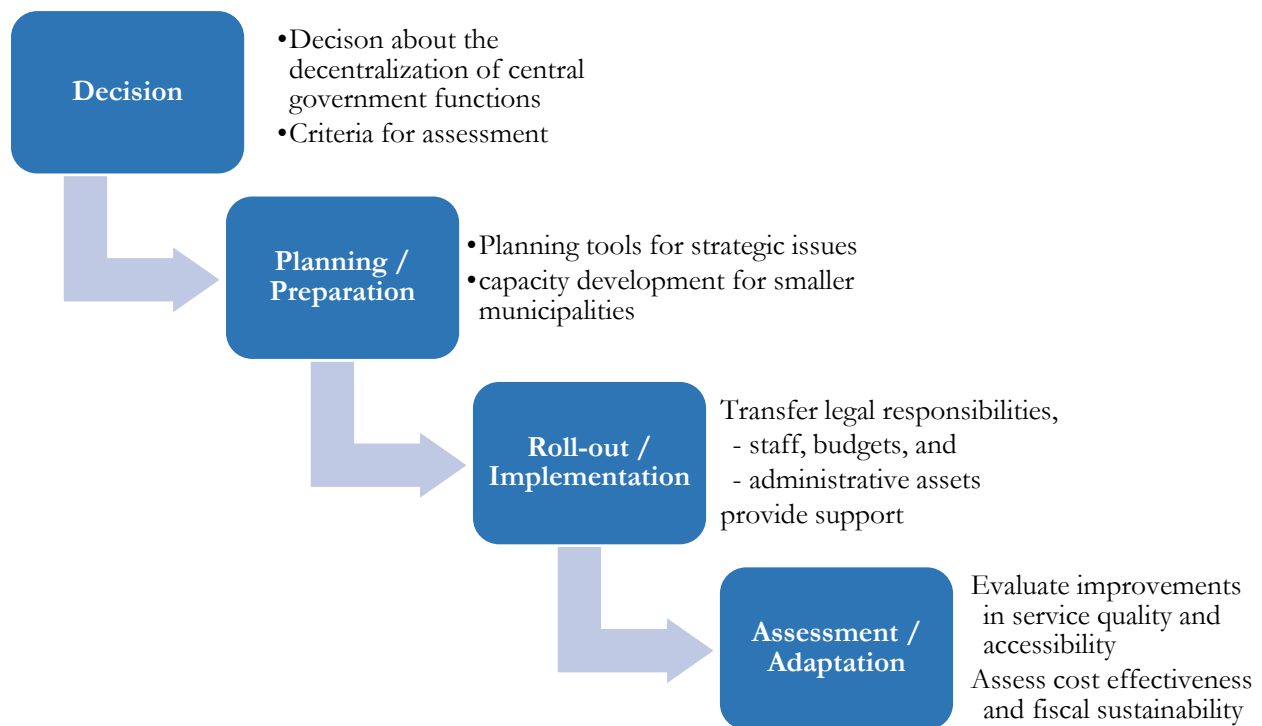 Decision
•Decison about the
decentralization of central
government functions
•Criteria for assessment
Planning /
Preparation
•Planning tools for strategic issues
•capacity development for smaller
municipalities
Roll-out /
Implementation
Transfer legal responsibilities,
- staff, budgets, and
- administrative assets
provide support
Assessment /
Adaptation
Evaluate improvements
in service quality and
accessibility
Assess cost effectiveness
and fiscal sustainability